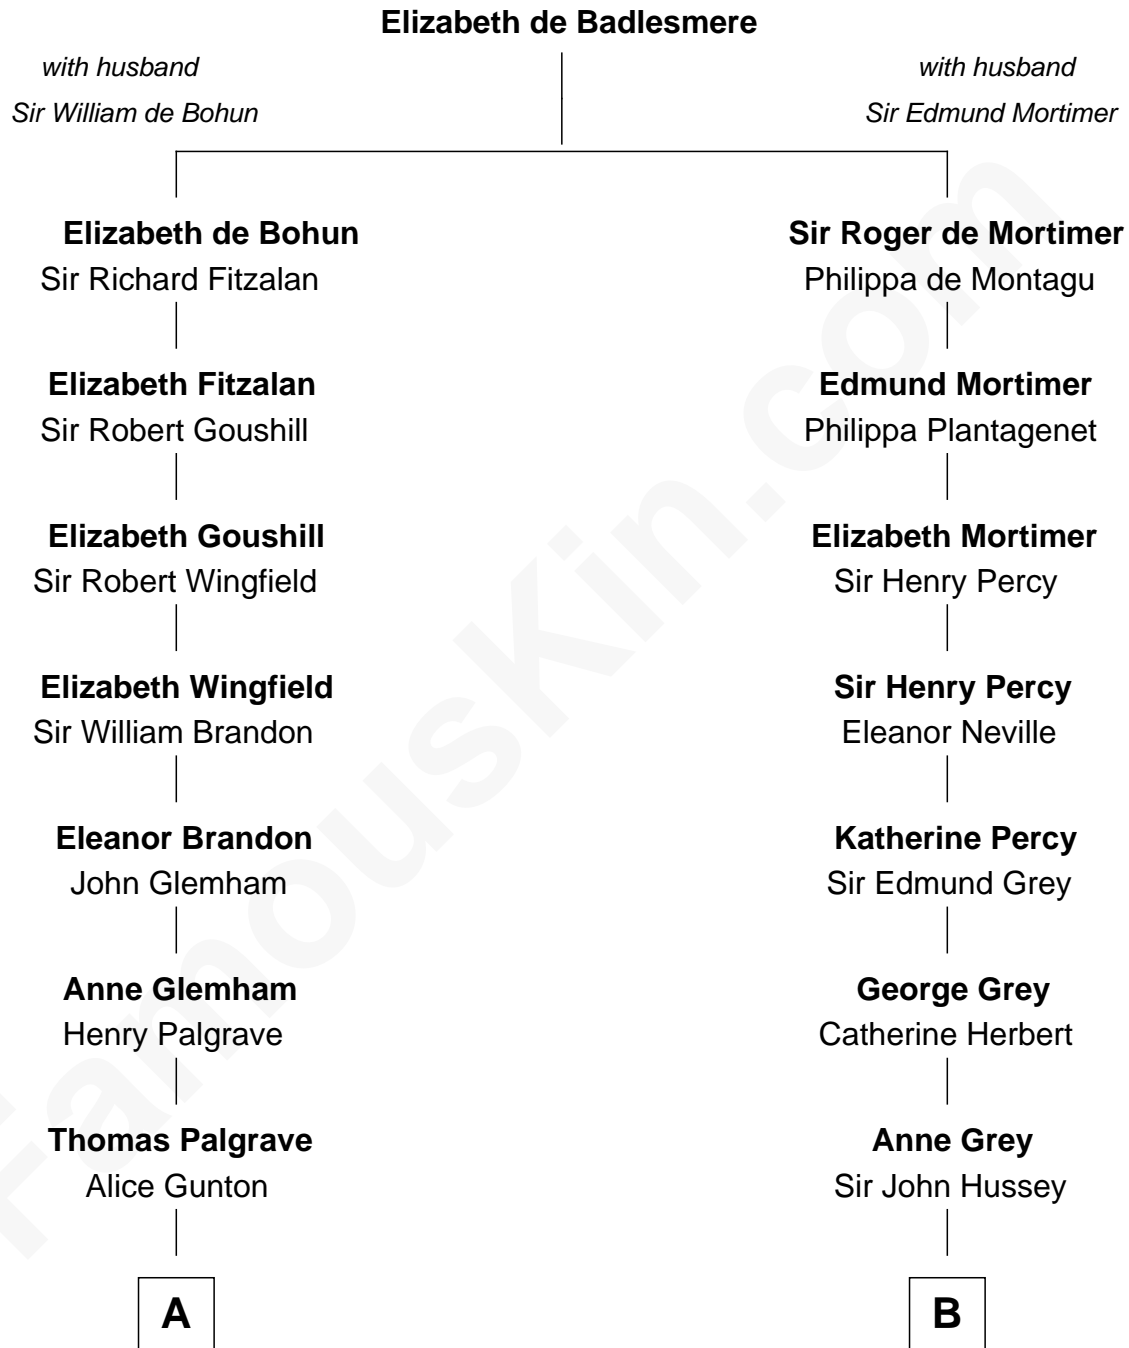 Elizabeth de Badlesmere
with husband
Sir William de Bohun
with husband
Sir Edmund Mortimer
Elizabeth de Bohun
Sir Richard Fitzalan
Sir Roger de Mortimer
Philippa de Montagu
Elizabeth Fitzalan
Sir Robert Goushill
Edmund Mortimer
Philippa Plantagenet
Elizabeth Goushill
Sir Robert Wingfield
Elizabeth Mortimer
Sir Henry Percy
Elizabeth Wingfield
Sir William Brandon
Sir Henry Percy
Eleanor Neville
Eleanor Brandon
John Glemham
Katherine Percy
Sir Edmund Grey
Anne Glemham
Henry Palgrave
George Grey
Catherine Herbert
Thomas Palgrave
Alice Gunton
Anne Grey
Sir John Hussey
A
B
FamousKin.com